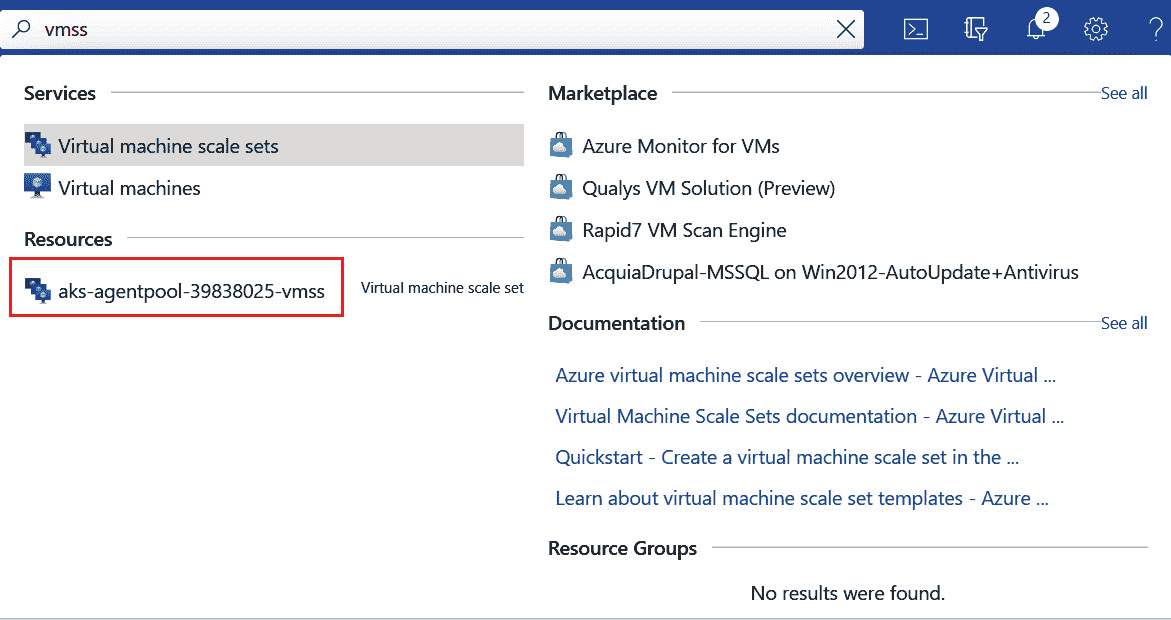 vmss
2
Services
Virtual machine scale sets
Virtual machines
Resources
aks-agentpool-39838025-vmss
Virtual machine scale set
Marketplace
See all
Azure Monitor for VMs
Qualys VM Solution (Preview)
Rapid7 VM Scan Engine
AcquiaDrupal-MSSQL on Win2012-AutoUpdate+Antivirus
Documentation
See all
Azure virtual machine scale sets overview - Azure Virtual ...
Virtual Machine Scale Sets documentation - Azure Virtual ...
Quickstart - Create a virtual machine scale set in the ...
Learn about virtual machine scale set templates - Azure ...
Resource Groups
No results were found.